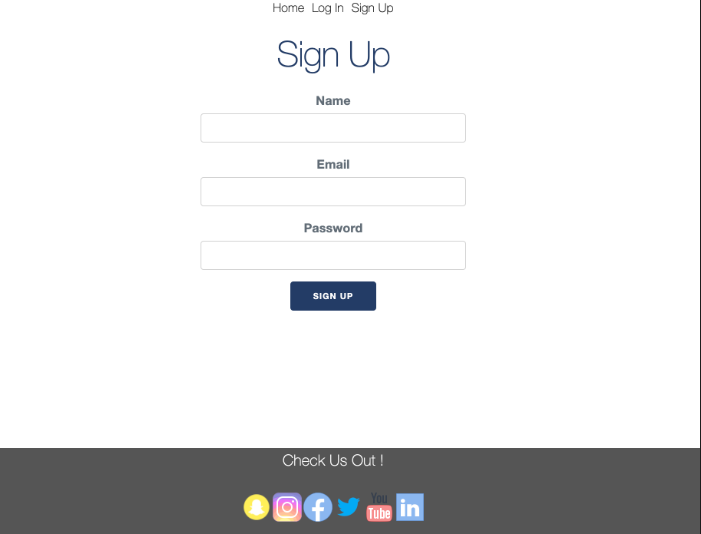 Home Log In Sign Up
Sign Up
Name
Email
Password
SIGN UP
Check Us Out !
You
Tube
in